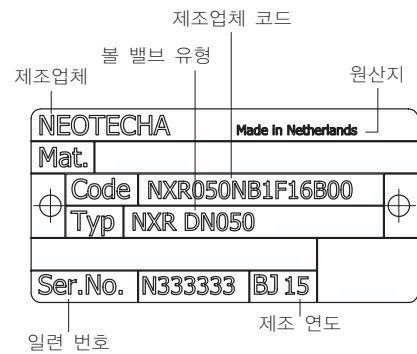 제조업체 코드
볼 밸브 유형
제조업체
원산지
NEOTECHA Made in Netherlands
Mat.
Code NXR050NB1F16B00
Typ NXR DN050
Ser.No. N333333 BJ 15
일련 번호
제조 연도